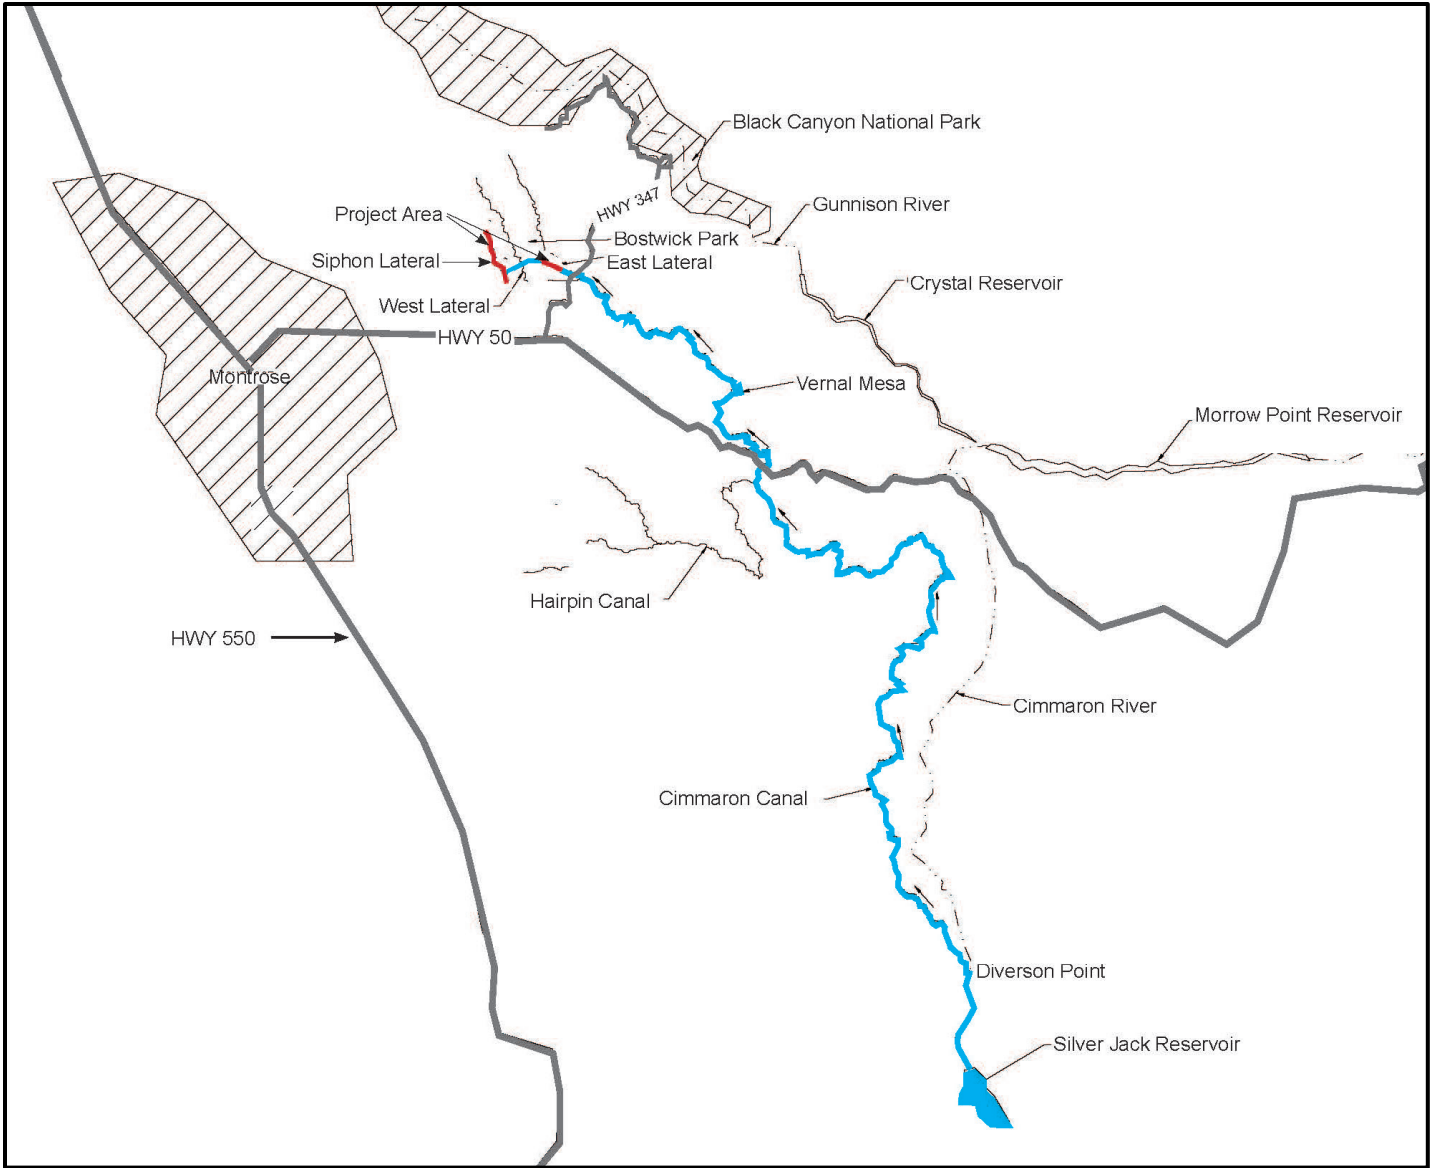 Black Canyon National Park
HWY 347
Gunnison River
Project Area
Bostwick Park
Siphon Lateral
East Lateral
Crystal Reservoir
West Lateral
HWY 50
Montrose
Vernal Mesa
Morrow Point Reservoir
Hairpin Canal
HWY 550
Cimmaron River
Cimmaron Canal
Diverson Point
Silver Jack Reservoir